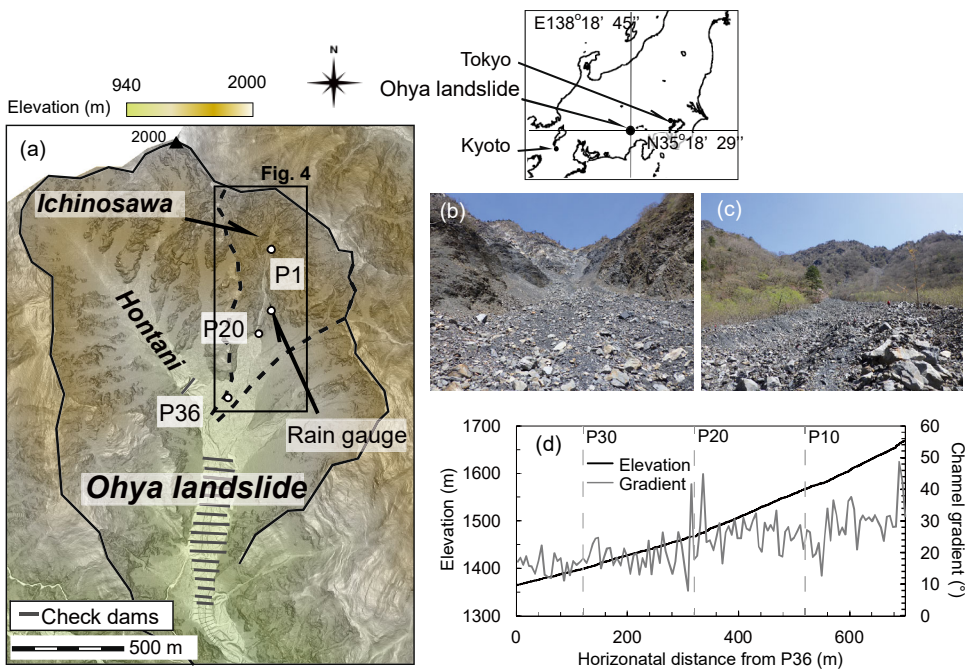 E138°18' 45"
Tokyo
Ohya landslide
N35°18' 29"
Kyoto
N
940
2000
Elevation (m)
(a)
2000
Fig. 4
Ichinosawa
P1
Hontani
P20
P36
Rain gauge
Ohya landslide
Check dams
500 m
(b)
(c)
(d)
P30
P20
P10
Elevation
Gradient
1700
1600
1500
1400
1300
Elevation (m)
60
50
40
30
20
10
0
Channel gradient (°)
0
200
400
600
Horizonatal distance from P36 (m)